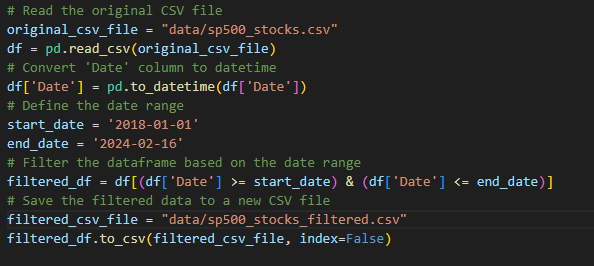 # Read the original CSV file
original_csv_file = "data/sp500_stocks.csv"
df = pd.read_csv(original_csv_file)
# Convert 'Date' column to datetime
df['Date'] = pd.to_datetime(df['Date'])
# Define the date range
start_date = '2018-01-01'
end_date = '2024-02-16'
# Filter the dataframe based on the date range
filtered_df = df[(df['Date'] >= start_date) & (df['Date'] <= end_date)]
# Save the filtered data to a new CSV file
filtered_csv_file = "data/sp500_stocks_filtered.csv"
filtered_df.to_csv(filtered_csv_file, index=False)